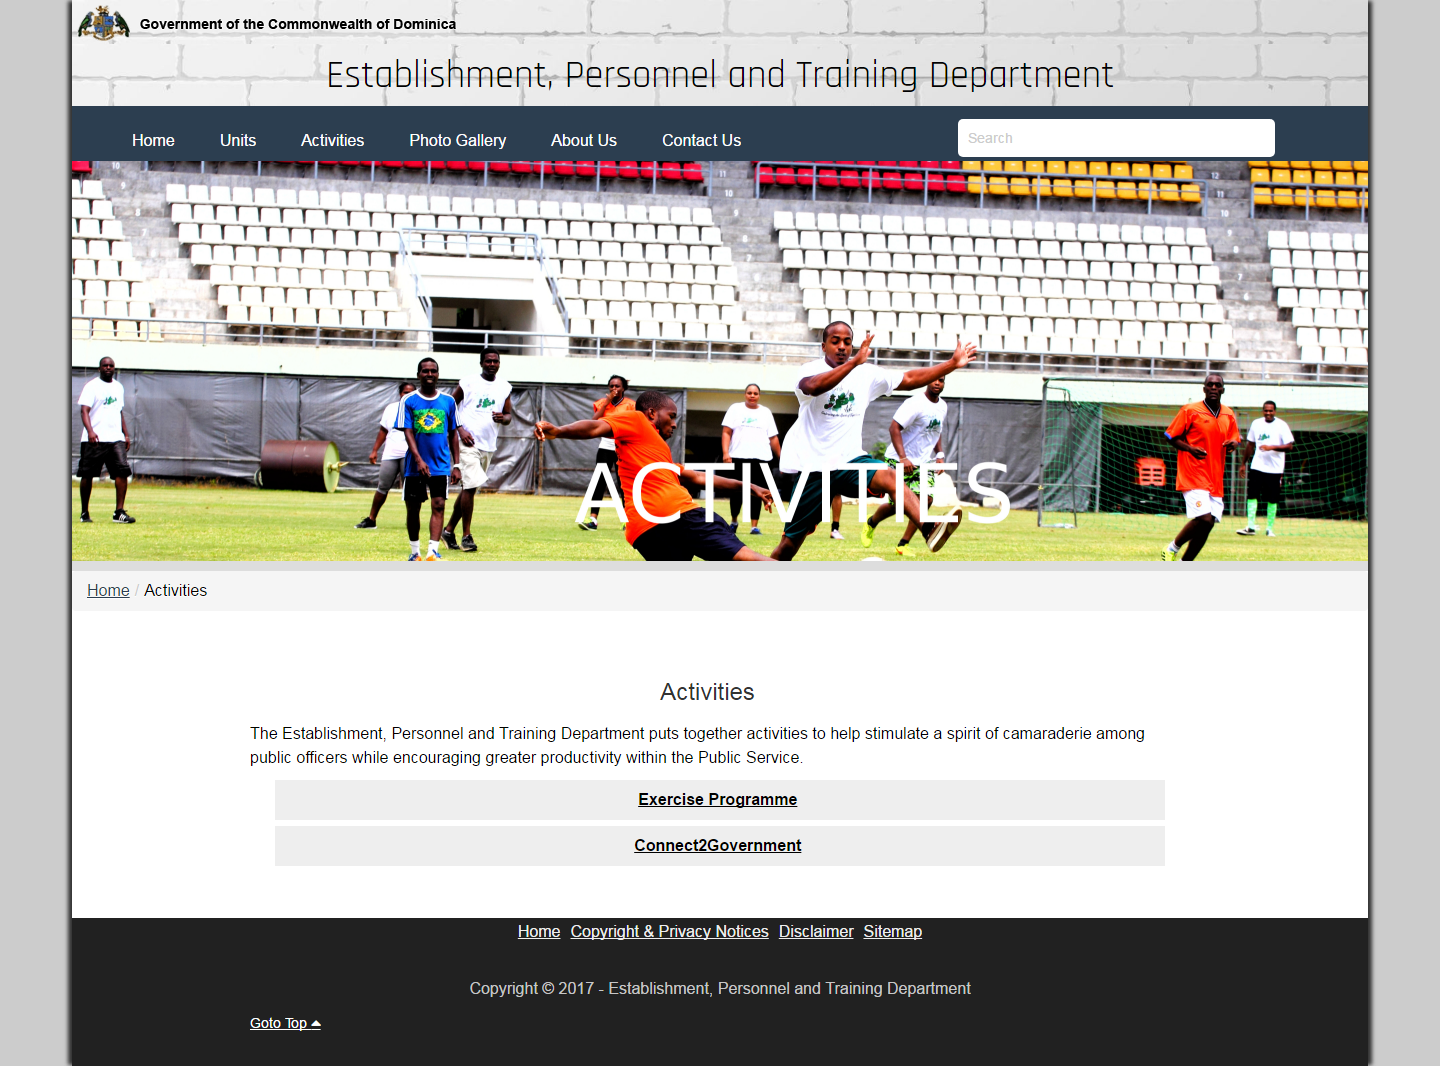 Government of the Commonwealth of Dominica
Establishment, Personnel and Training Department
Home Units Activities Photo Gallery About Us Contact Us Search
ACTIVITIES
Home / Activities
Activities
The Establishment, Personnel and Training Department puts together activities to help stimulate a spirit of camaraderie among
public officers while encouraging greater productivity within the Public Service.
Exercise Programme
Connect2Government
Home Copyright & Privacy Notices Disclaimer Sitemap
Copyright © 2017 - Establishment, Personnel and Training Department
Goto Top